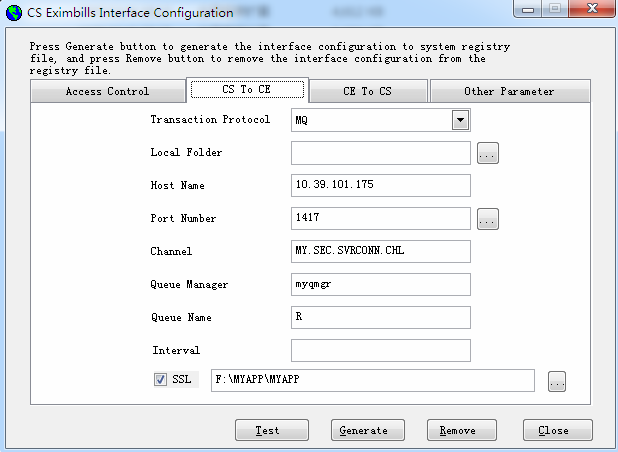 CS Eximbills Interface Configuration
Press Generate button to generate the interface configuration to system registry
file, and press Remove button to remove the interface configuration from the
registry file.
Access Control CS To CE CE To CS Other Parameter
Transaction Protocol MQ
Local Folder ...
Host Name 10.39.101.175
Port Number 1417 ...
Channel MY.SEC.SVRCONN.CHL
Queue Manager myqmgr
Queue Name R
Interval
SSL F:\MYAPP\MYAPP ...
Test Generate Remove Close